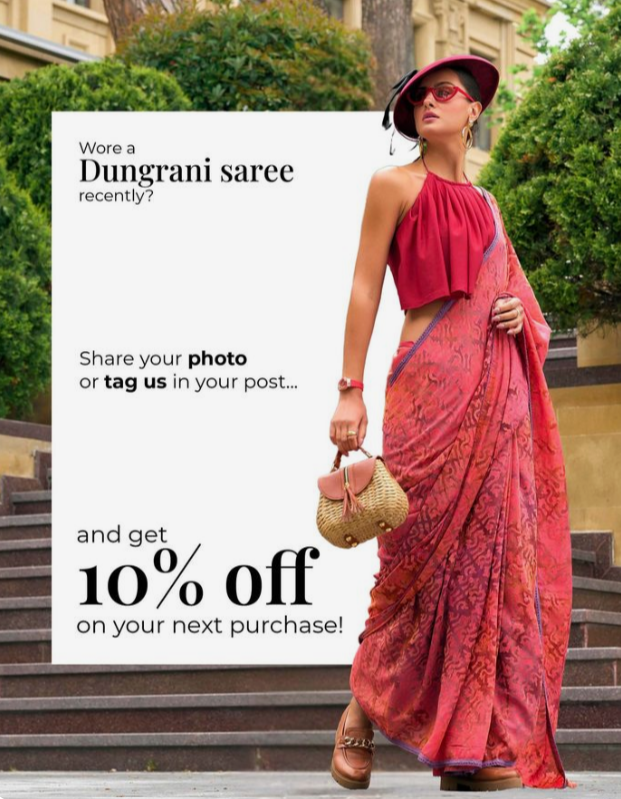 Wore a
Dungrani saree
recently?
Share your photo
or tag us in your post...
and get
10% off
on your next purchase!